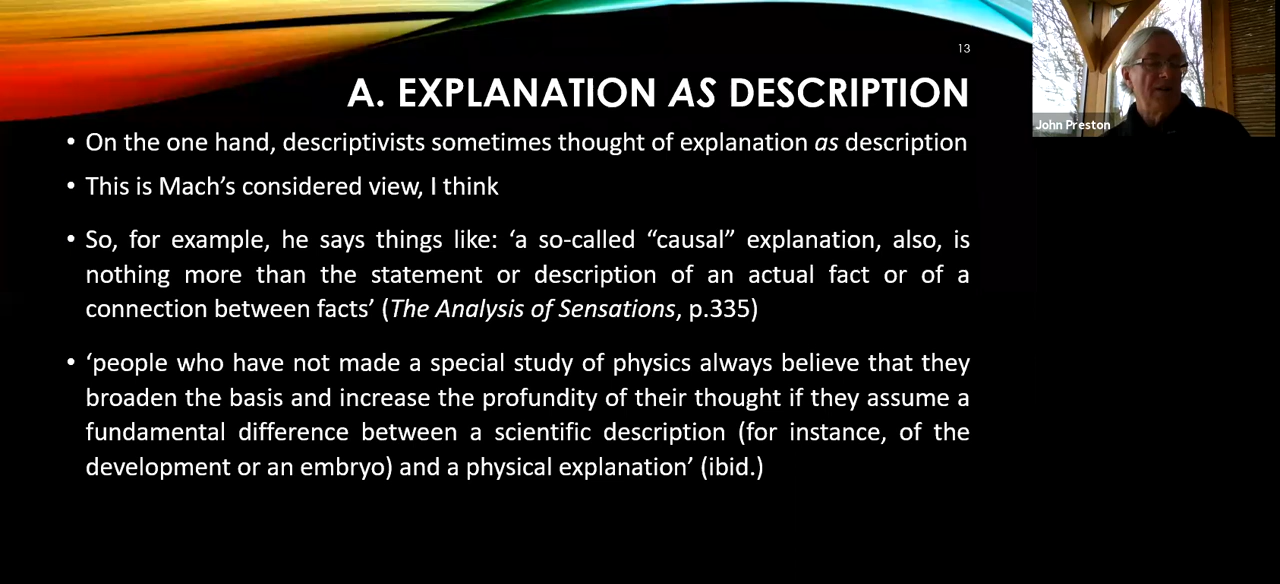 13
A. EXPLANATION AS DESCRIPTION
• On the one hand, descriptivists sometimes thought of explanation as description
• This is Mach’s considered view, I think
• So, for example, he says things like: ‘a so-called “causal” explanation, also, is
nothing more than the statement or description of an actual fact or of a
connection between facts’ (The Analysis of Sensations, p.335)
• ‘people who have not made a special study of physics always believe that they
broaden the basis and increase the profundity of their thought if they assume a
fundamental difference between a scientific description (for instance, of the
development or an embryo) and a physical explanation’ (ibid.)
John Preston